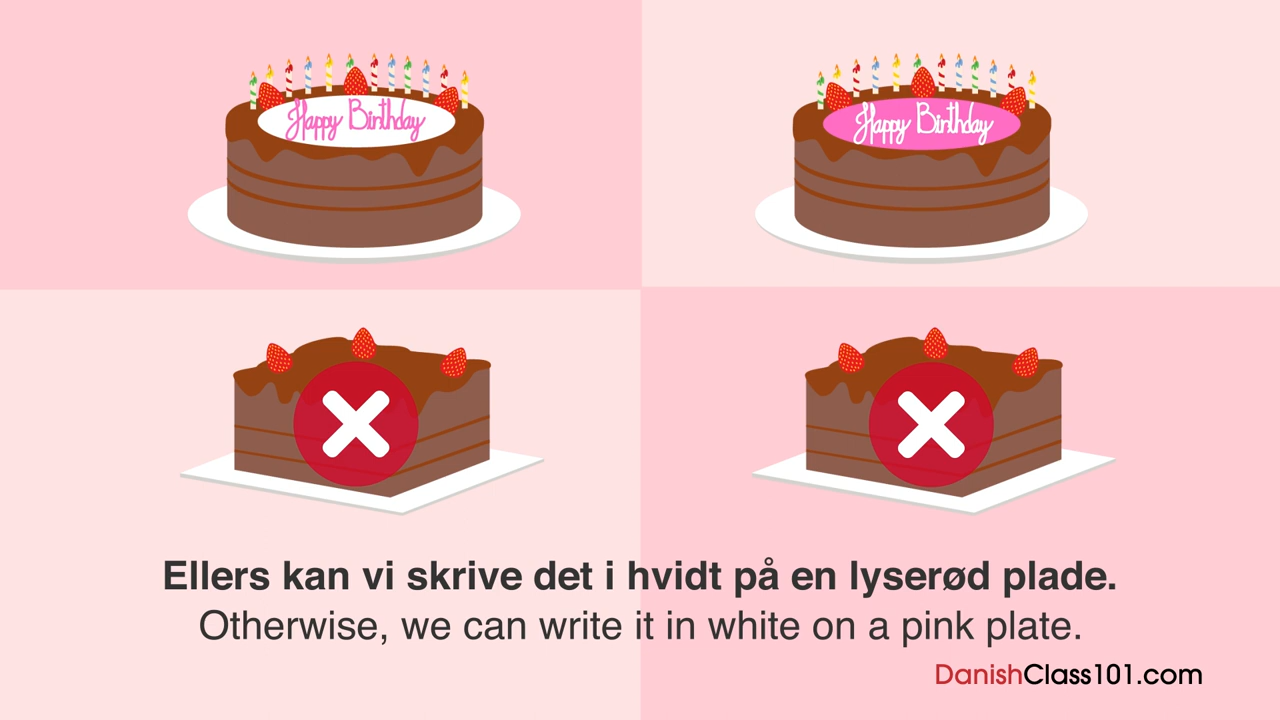 Happy Birthday
Happy Birthday
Ellers kan vi skrive det i hvidt på en lyserød plade.
Otherwise, we can write it in white on a pink plate.
DanishClass101.com